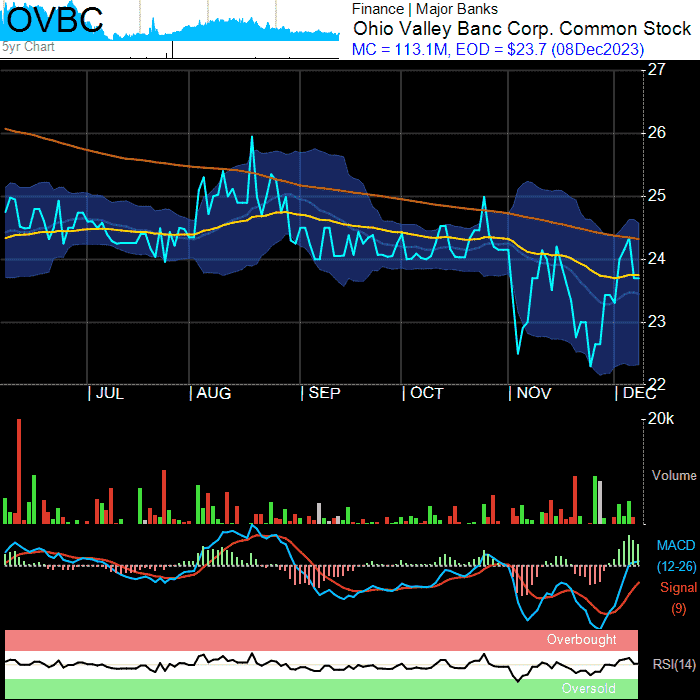 OVBC
5yr Chart
Finance | Major Banks
Ohio Valley Banc Corp. Common Stock
MC = 113.1M, EOD = $23.7 (08Dec2023)
27
26
25
24
23
22
| JUL | AUG | SEP | OCT | NOV | DEC
20k
Volume
MACD
(12-26)
Signal
(9)
Overbought
RSI(14)
Oversold